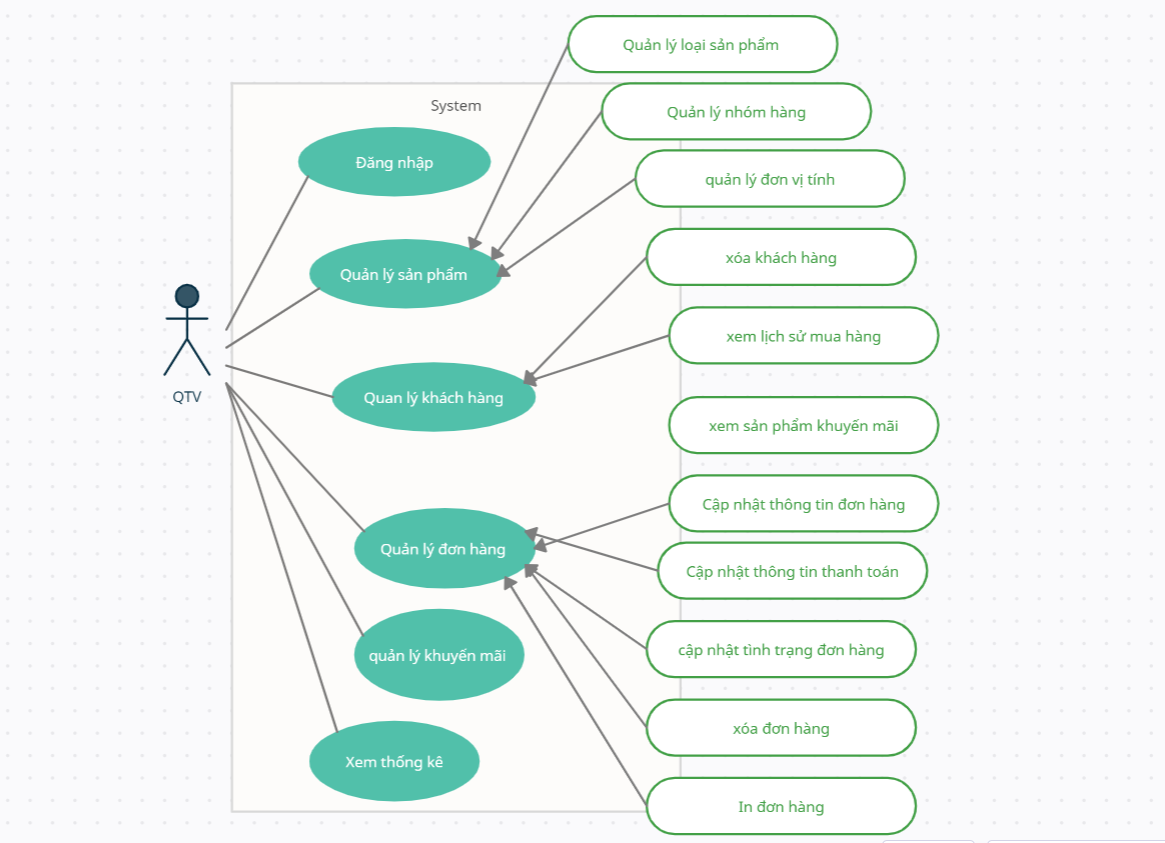 Quản lý loại sản phẩm
System
Quản lý nhóm hàng
Đăng nhập
quản lý đơn vị tính
xóa khách hàng
Quản lý sản phẩm
xem lịch sử mua hàng
QTV
Quan lý khách hàng
xem sản phẩm khuyến mãi
Cập nhật thông tin đơn hàng
Quản lý đơn hàng
Cập nhật thông tin thanh toán
cập nhật tình trạng đơn hàng
quản lý khuyến mãi
xóa đơn hàng
Xem thống kê
In đơn hàng